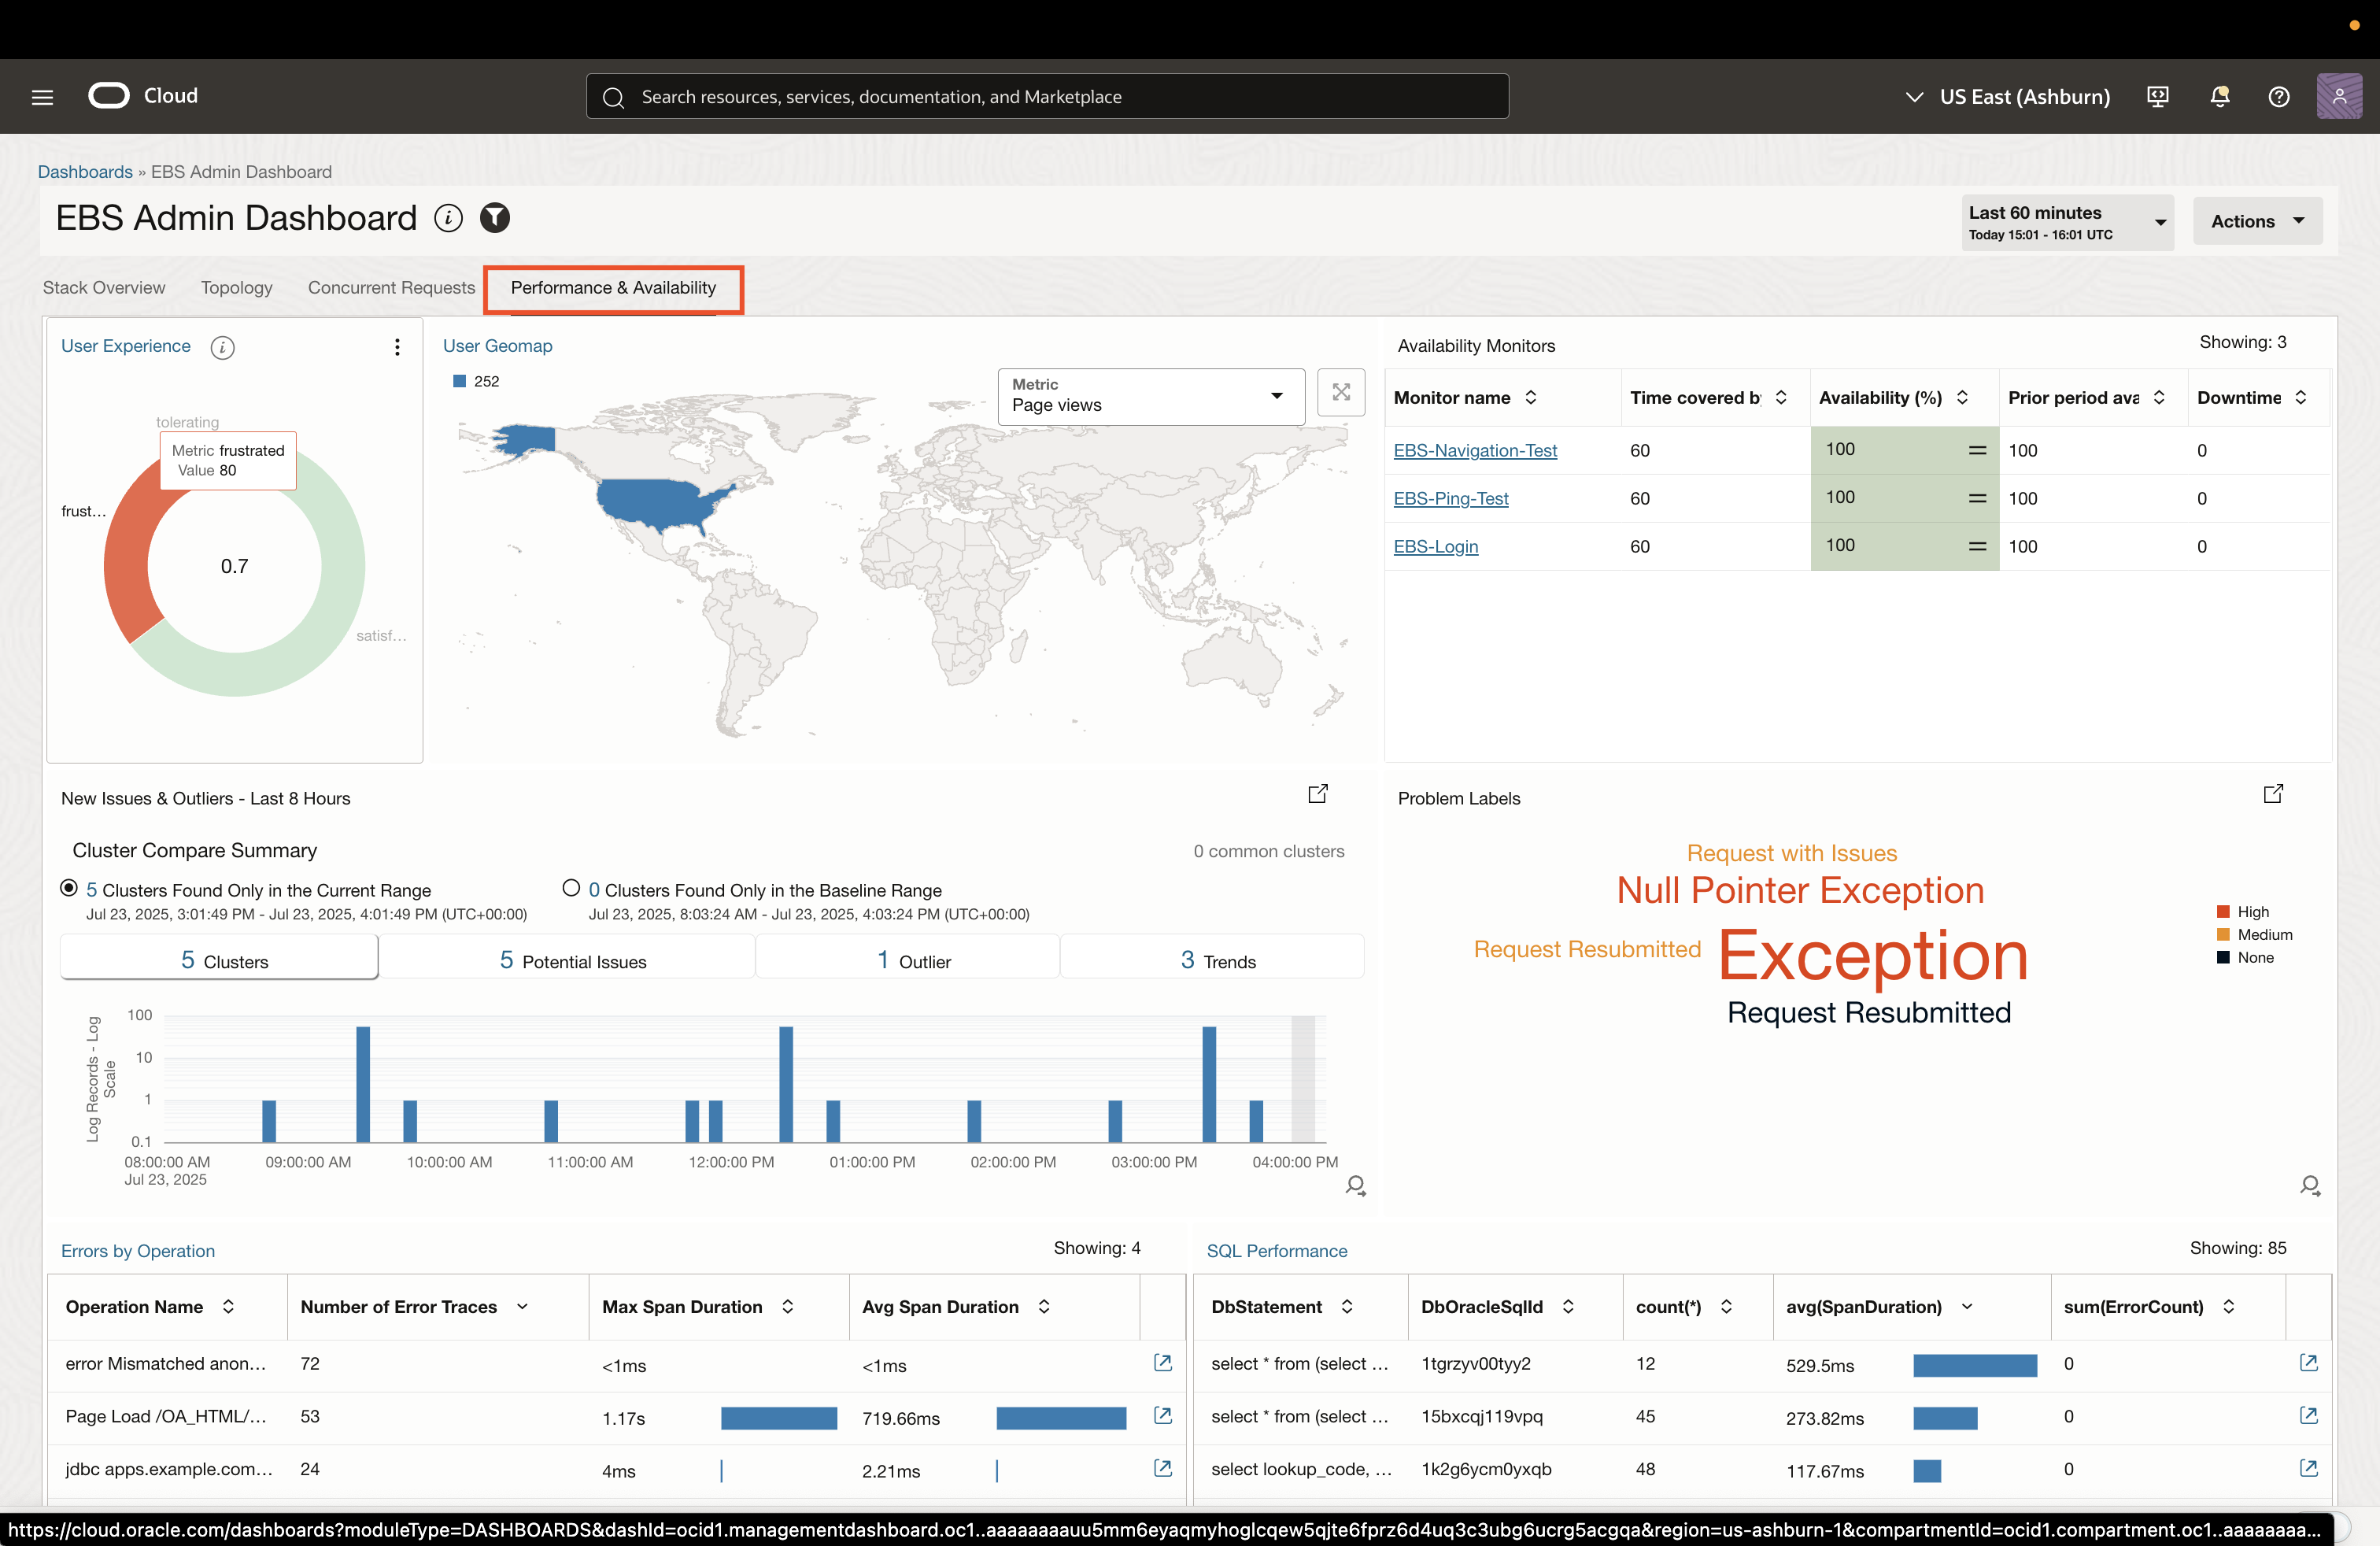 Cloud
Search resources, services, documentation, and Marketplace
US East (Ashburn)
Dashboards » EBS Admin Dashboard
EBS Admin Dashboard
Last 60 minutes
Today 15:01 - 16:01 UTC
Actions
Stack Overview
Topology
Concurrent Requests
Performance & Availability
User Experience
tolerating
Metric frustrated
Value 80
frust...
0.7
satisf...
User Geomap
252
Metric
Page views
Availability Monitors
Showing: 3
Monitor name Time covered b Availability (%) Prior period ava Downtime
EBS-Navigation-Test 60 100 = 100 0
EBS-Ping-Test 60 100 = 100 0
EBS-Login 60 100 = 100 0
New Issues & Outliers - Last 8 Hours
Cluster Compare Summary
0 common clusters
5 Clusters Found Only in the Current Range
Jul 23, 2025, 3:01:49 PM - Jul 23, 2025, 4:01:49 PM (UTC+00:00)
0 Clusters Found Only in the Baseline Range
Jul 23, 2025, 8:03:24 AM - Jul 23, 2025, 4:03:24 PM (UTC+00:00)
5 Clusters
5 Potential Issues
1 Outlier
3 Trends
Log Records - Log
Scale
100
10
1
0.1
08:00:00 AM 09:00:00 AM 10:00:00 AM 11:00:00 AM 12:00:00 PM 01:00:00 PM 02:00:00 PM 03:00:00 PM 04:00:00 PM
Jul 23, 2025
Problem Labels
Request with Issues
Null Pointer Exception
Request Resubmitted
Exception
Request Resubmitted
High
Medium
None
Errors by Operation
Showing: 4
Operation Name Number of Error Traces Max Span Duration Avg Span Duration
error Mismatched anon... 72 <1ms <1ms
Page Load /OA_HTML/... 53 1.17s 719.66ms
jdbc apps.example.com... 24 4ms 2.21ms
SQL Performance
Showing: 85
DbStatement DbOracleSqlId count(*) avg(SpanDuration) sum(ErrorCount)
select * from (select ... 1tgrzyv00tyy2 12 529.5ms 0
select * from (select ... 15bxcqj119vpq 45 273.82ms 0
select lookup_code, ... 1k2g6ycm0yxqb 48 117.67ms 0
https://cloud.oracle.com/dashboards?moduleType=DASHBOARDS&dashId=ocid1.managementdashboard.oc1..aaaaaaaauu5mm6eyaqmyhoglcqew5qjte6fprz6d4uq3c3ubg6ucrg5acgqa&region=us-ashburn-1&compartmentId=ocid1.compartment.oc1..aaaaaaaa...